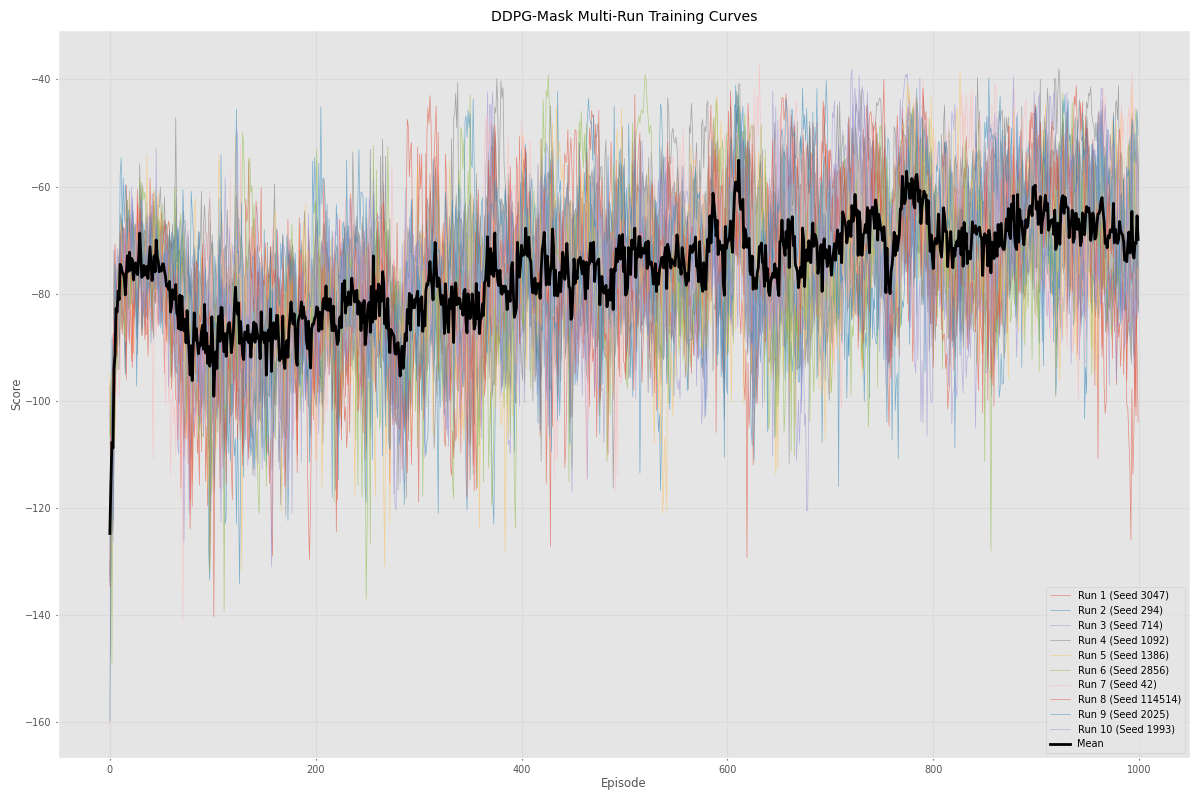 DDPG-Mask Multi-Run Training Curves
Score
−40
−60
−80
−100
−120
−140
−160
0
200
400
600
800
1000
Episode
Run 1 (Seed 3047)
Run 2 (Seed 294)
Run 3 (Seed 714)
Run 4 (Seed 1092)
Run 5 (Seed 1386)
Run 6 (Seed 2856)
Run 7 (Seed 42)
Run 8 (Seed 114514)
Run 9 (Seed 2025)
Run 10 (Seed 1993)
Mean